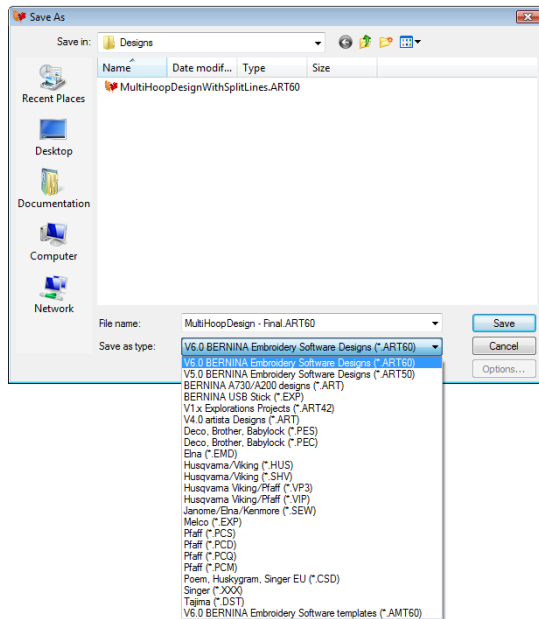 Save As
Save in:
Designs
Name
Date modif...
Type
Size
MultiHoopDesignWithSplitLines.ART60
Recent Places
Desktop
Documentation
Computer
Network
File name:
MultiHoopDesign - Final.ART60
Save
Save as type:
V6.0 BERNINA Embroidery Software Designs (*.ART60)
Cancel
Options...
V6.0 BERNINA Embroidery Software Designs (*.ART60)
V5.0 BERNINA Embroidery Software Designs (*.ART50)
BERNINA A730/A200 designs (*.ART)
BERNINA USB Stick (*.EXP)
V1.x Explorations Projects (*.ART42)
V4.0 artista Designs (*.ART)
Deco, Brother, Babylock (*.PES)
Deco, Brother, Babylock (*.PEC)
Elna (*.EMD)
Husqvarna/Viking (*.HUS)
Husqvarna/Viking (*.SHV)
Husqvarna Viking/Pfaff (*.VP3)
Husqvarna Viking/Pfaff (*.VIP)
Janome/Elna/Kenmore (*.SEW)
Melco (*.EXP)
Pfaff (*.PCS)
Pfaff (*.PCD)
Pfaff (*.PCQ)
Pfaff (*.PCM)
Poem, Huskygram, Singer EU (*.CSD)
Singer (*.XXX)
Tajima (*.DST)
V6.0 BERNINA Embroidery Software templates (*.AMT60)